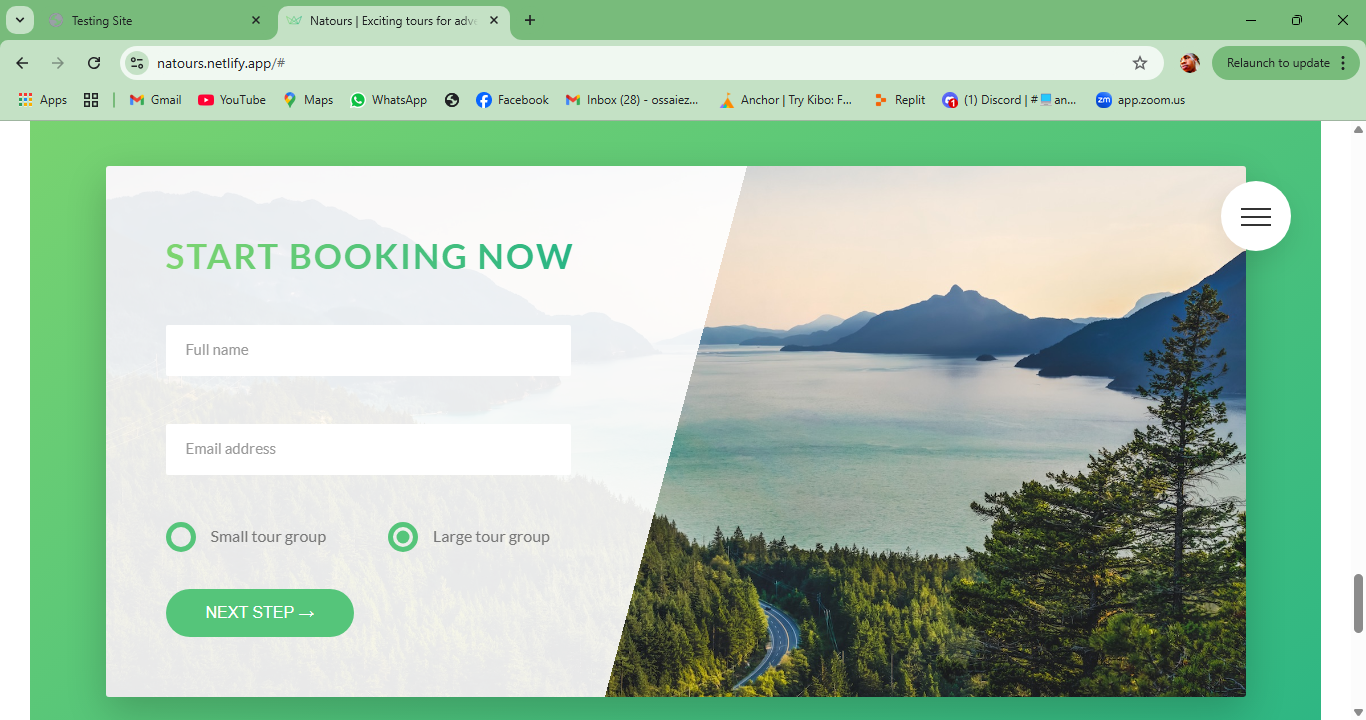 Testing Site
Natours | Exciting tours for adve
natours.netlify.app/#
Relaunch to update
Apps
Gmail
YouTube
Maps
WhatsApp
Facebook
Inbox (28) - ossaiez...
Anchor | Try Kibo: F...
Replit
(1) Discord | #💻an...
zm
app.zoom.us
START BOOKING NOW
Full name
Email address
Small tour group
Large tour group
NEXT STEP →